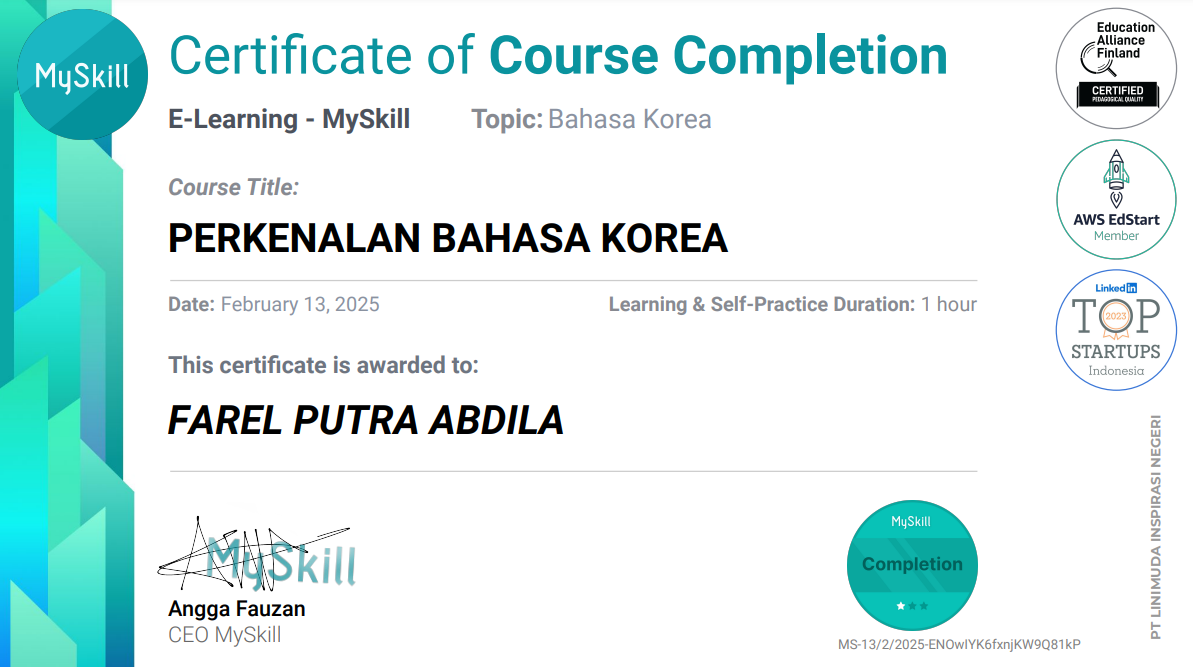 MySkill
Certificate of Course Completion
E-Learning - MySkill Topic: Bahasa Korea
Course Title:
PERKENALAN BAHASA KOREA
Date: February 13, 2025 Learning & Self-Practice Duration: 1 hour
This certificate is awarded to:
FAREL PUTRA ABDILA
MySkill
Angga Fauzan
CEO MySkill
MySkill
Completion
MS-13/2/2025-ENOwlYK6fxnjKW9Q81kP
Education
Alliance
Finland
CERTIFIED
PEDAGOGICAL QUALITY
AWS EdStart
Member
LinkedIn
TOP
2023
STARTUPS
Indonesia
PT LINIMUDA INSPIRASI NEGERI